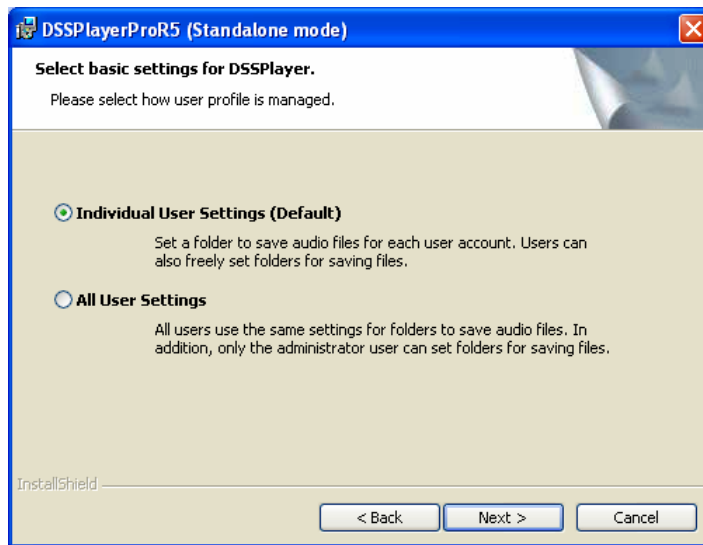 DSSPlayerProR5 (Standalone mode)
Select basic settings for DSSPlayer.
Please select how user profile is managed.
Individual User Settings (Default)
Set a folder to save audio files for each user account. Users can
also freely set folders for saving files.
All User Settings
All users use the same settings for folders to save audio files. In
addition, only the administrator user can set folders for saving files.
InstallShield
< Back
Next >
Cancel